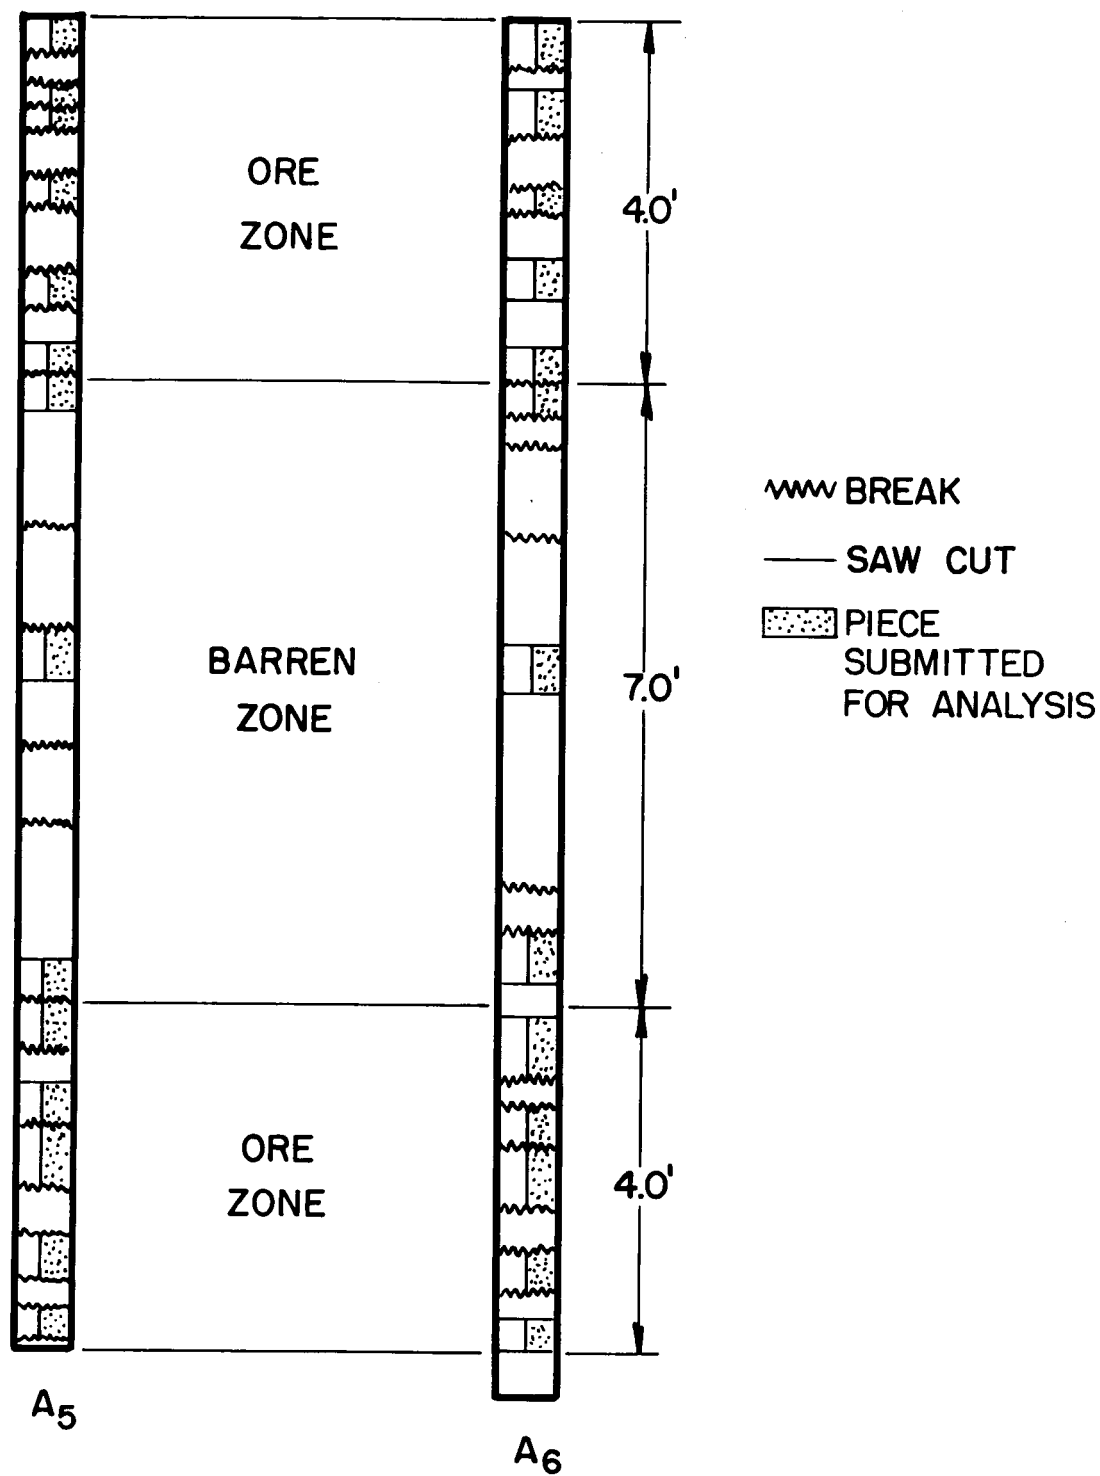 ORE
ZONE
4.0'
BREAK
SAW CUT
PIECE
SUBMITTED
FOR ANALYSIS
BARREN
ZONE
7.0'
ORE
ZONE
4.0'
A5
A6